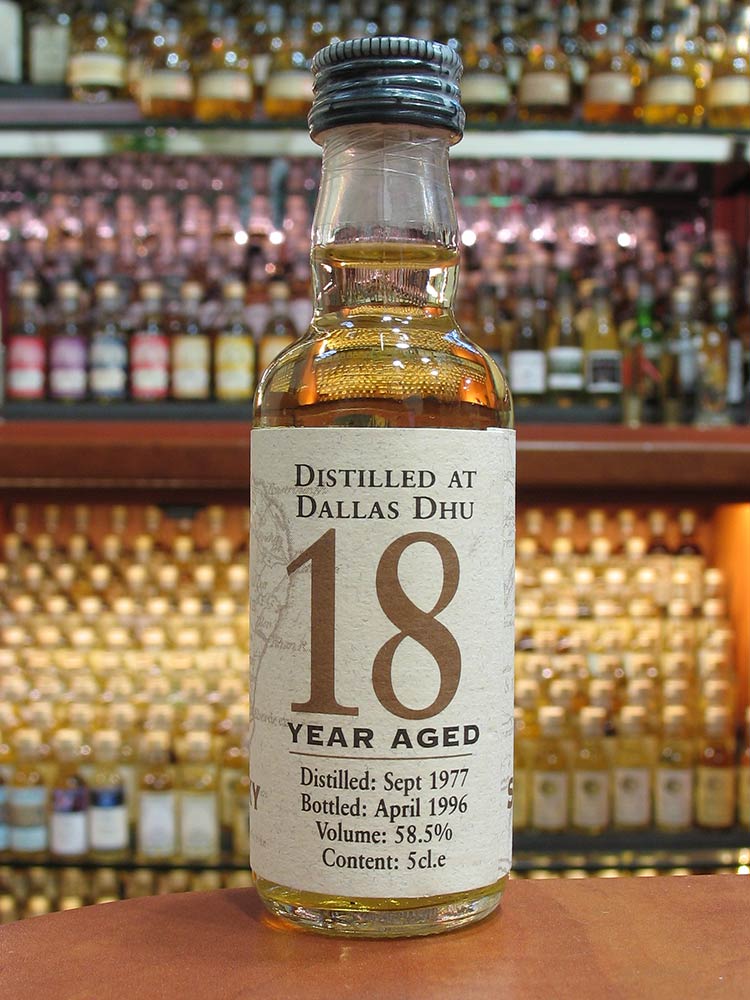 DISTILLED AT
DALLAS DHU
18
YEAR AGED
Distilled: Sept 1977
Bottled: April 1996
Volume: 58.5%
Content: 5cl.e